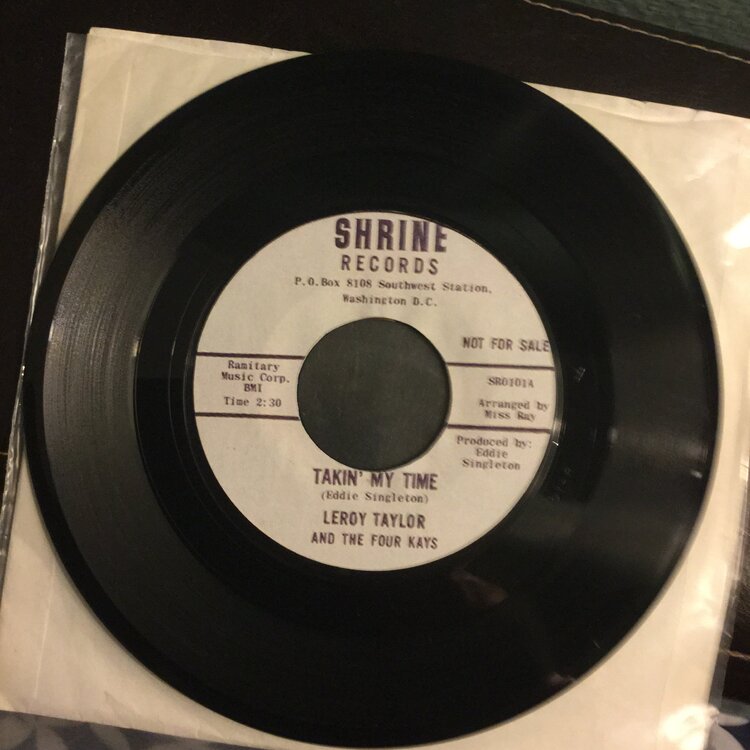 SHRINE
RECORDS
P.O.Box 8108 Southwest Station,
Washington D.C.
NOT FOR SALE
Ramitary
Music Corp.
BMI
Time 2:30
SR0101A
Arranged by
Miss Ray
Produced by:
Eddie
Singleton
TAKIN' MY TIME
(Eddie Singleton)
LEROY TAYLOR
AND THE FOUR KAYS